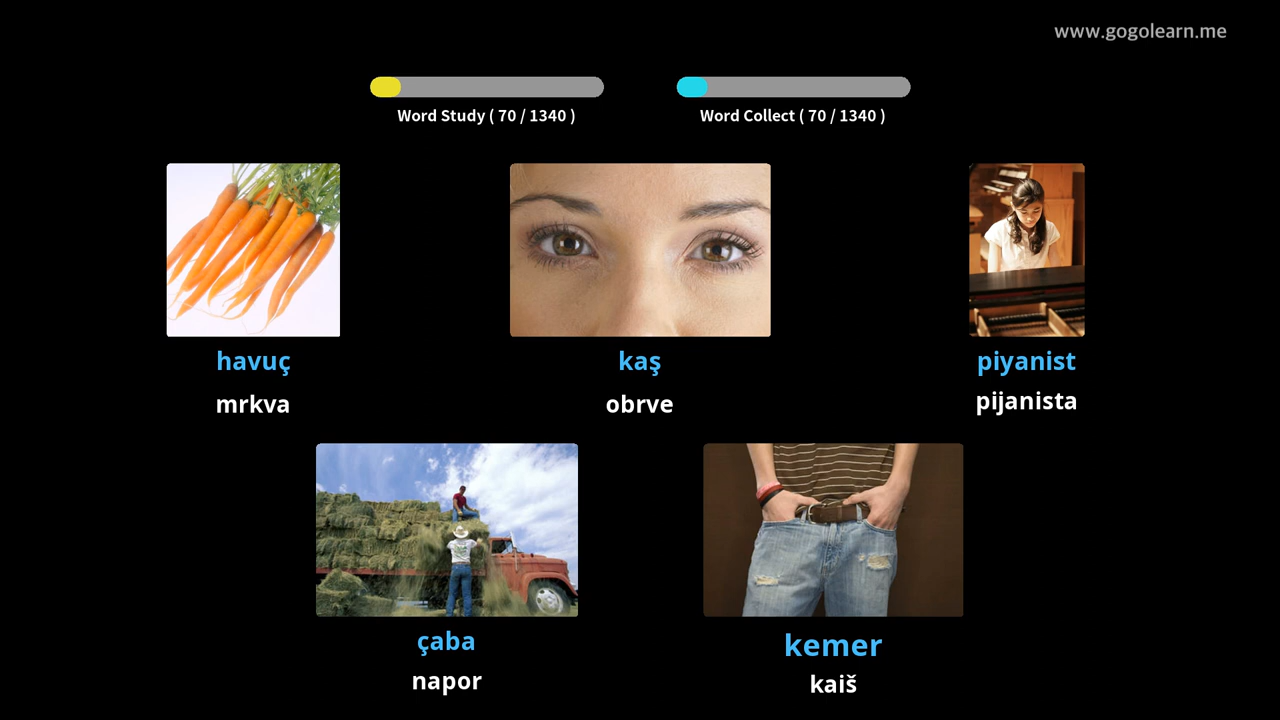 www.gogolearn.me
Word Study ( 70 / 1340 )
Word Collect ( 70 / 1340 )
havuç
mrkva
kaş
obrve
piyanist
pijanista
çaba
napor
kemer
kaiš